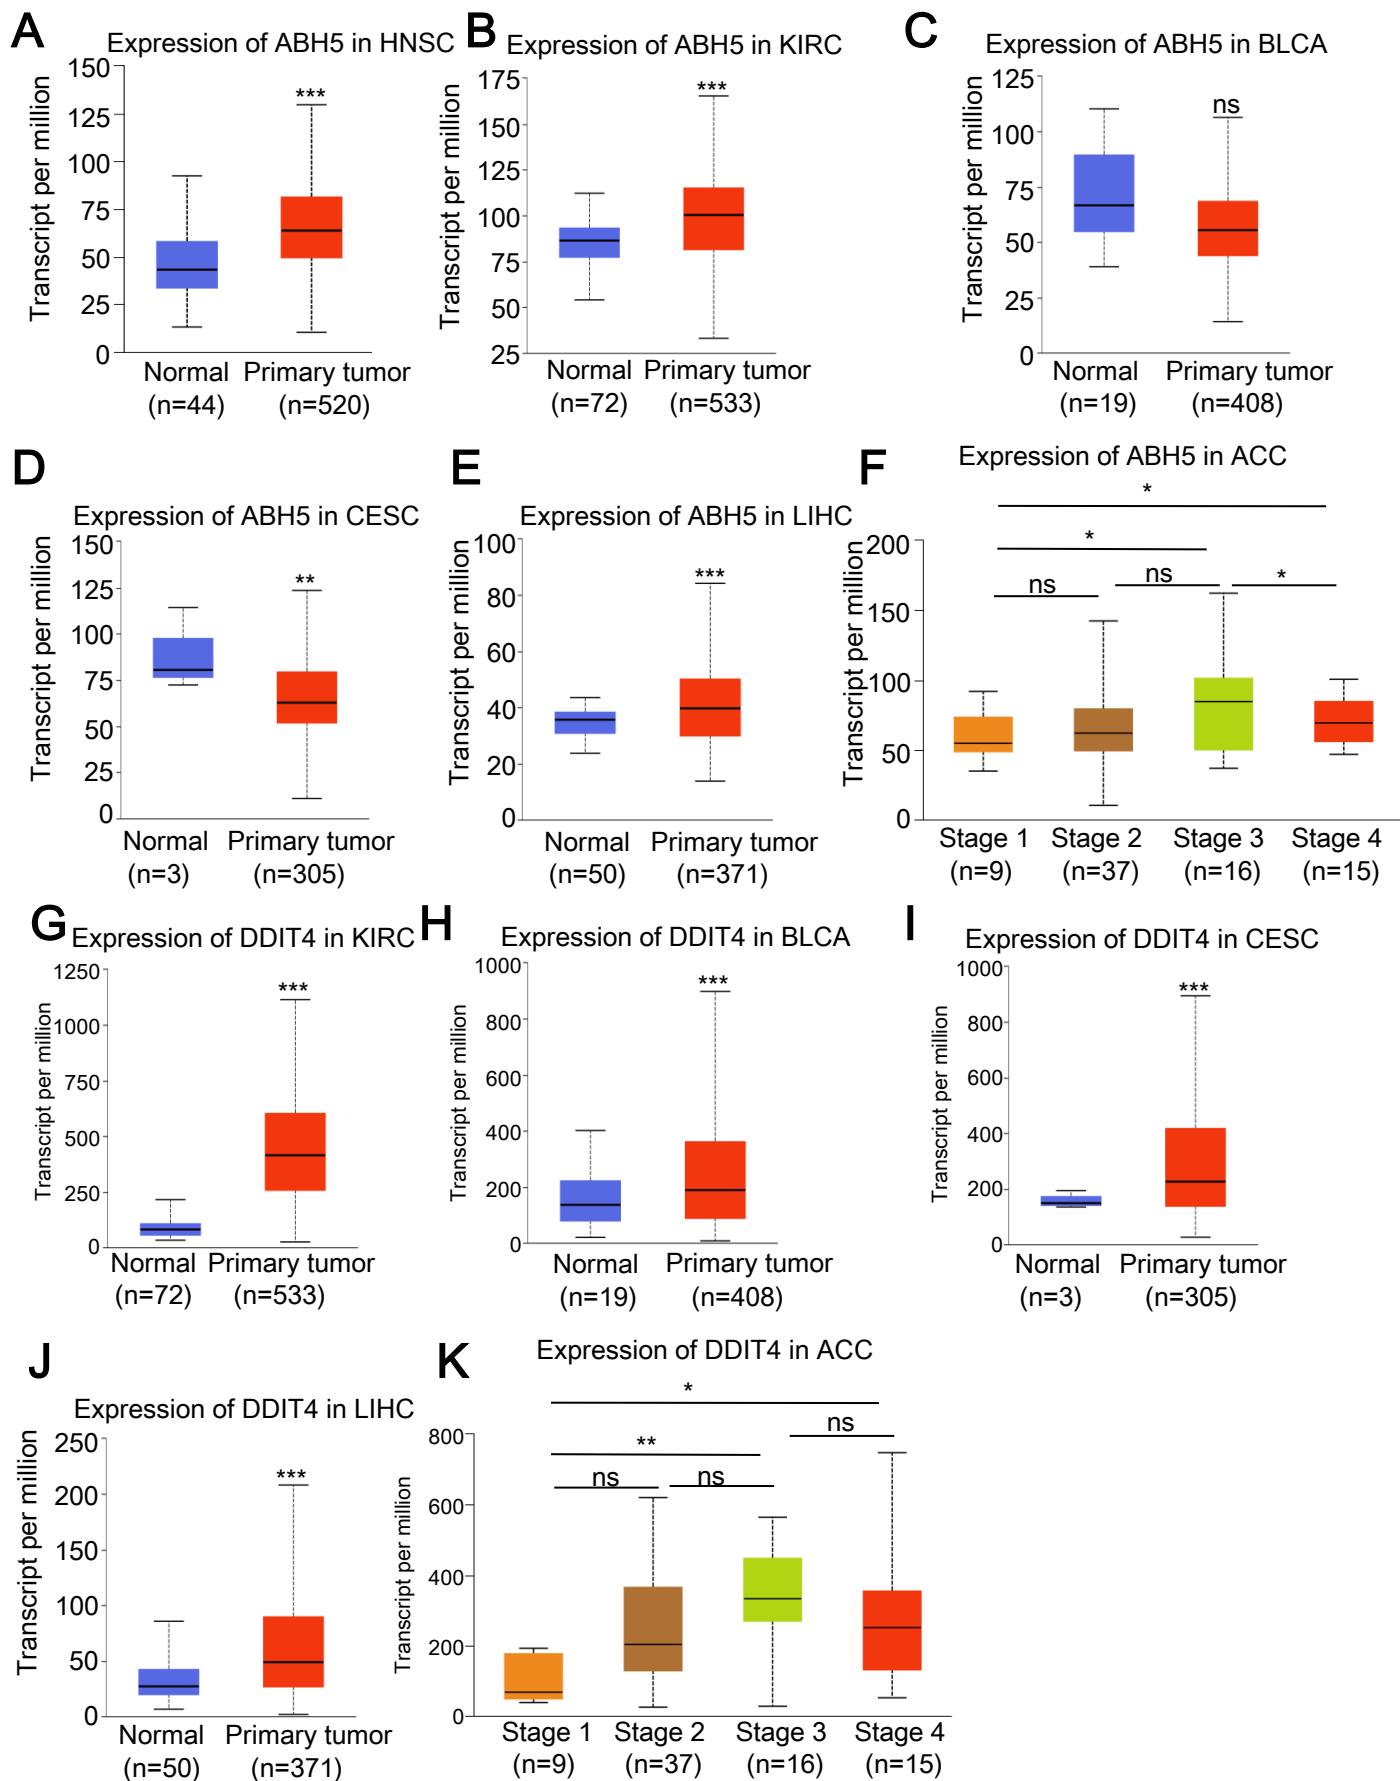 A
Expression of ABH5 in HNSC
Transcript per million
150
125
100
75
50
25
0
***
Normal
(n=44)
Primary tumor
(n=520)
B
Expression of ABH5 in KIRC
Transcript per million
175
150
125
100
75
50
25
***
Normal
(n=72)
Primary tumor
(n=533)
C
Expression of ABH5 in BLCA
Transcript per million
125
100
75
50
25
0
ns
Normal
(n=19)
Primary tumor
(n=408)
D
Expression of ABH5 in CESC
Transcript per million
150
125
100
75
50
25
0
**
Normal
(n=3)
Primary tumor
(n=305)
E
Expression of ABH5 in LIHC
Transcript per million
100
80
60
40
20
0
***
Normal
(n=50)
Primary tumor
(n=371)
F
Expression of ABH5 in ACC
Transcript per million
200
150
100
50
0
*
*
ns
ns
*
Stage 1
(n=9)
Stage 2
(n=37)
Stage 3
(n=16)
Stage 4
(n=15)
G
Expression of DDIT4 in KIRC
Transcript per million
1250
1000
750
500
250
0
***
Normal
(n=72)
Primary tumor
(n=533)
H
Expression of DDIT4 in BLCA
Transcript per million
1000
800
600
400
200
0
***
Normal
(n=19)
Primary tumor
(n=408)
I
Expression of DDIT4 in CESC
Transcript per million
1000
800
600
400
200
0
***
Normal
(n=3)
Primary tumor
(n=305)
J
Expression of DDIT4 in LIHC
Transcript per million
250
200
150
100
50
0
***
Normal
(n=50)
Primary tumor
(n=371)
K
Expression of DDIT4 in ACC
Transcript per million
800
600
400
200
0
*
ns
**
ns
ns
Stage 1
(n=9)
Stage 2
(n=37)
Stage 3
(n=16)
Stage 4
(n=15)